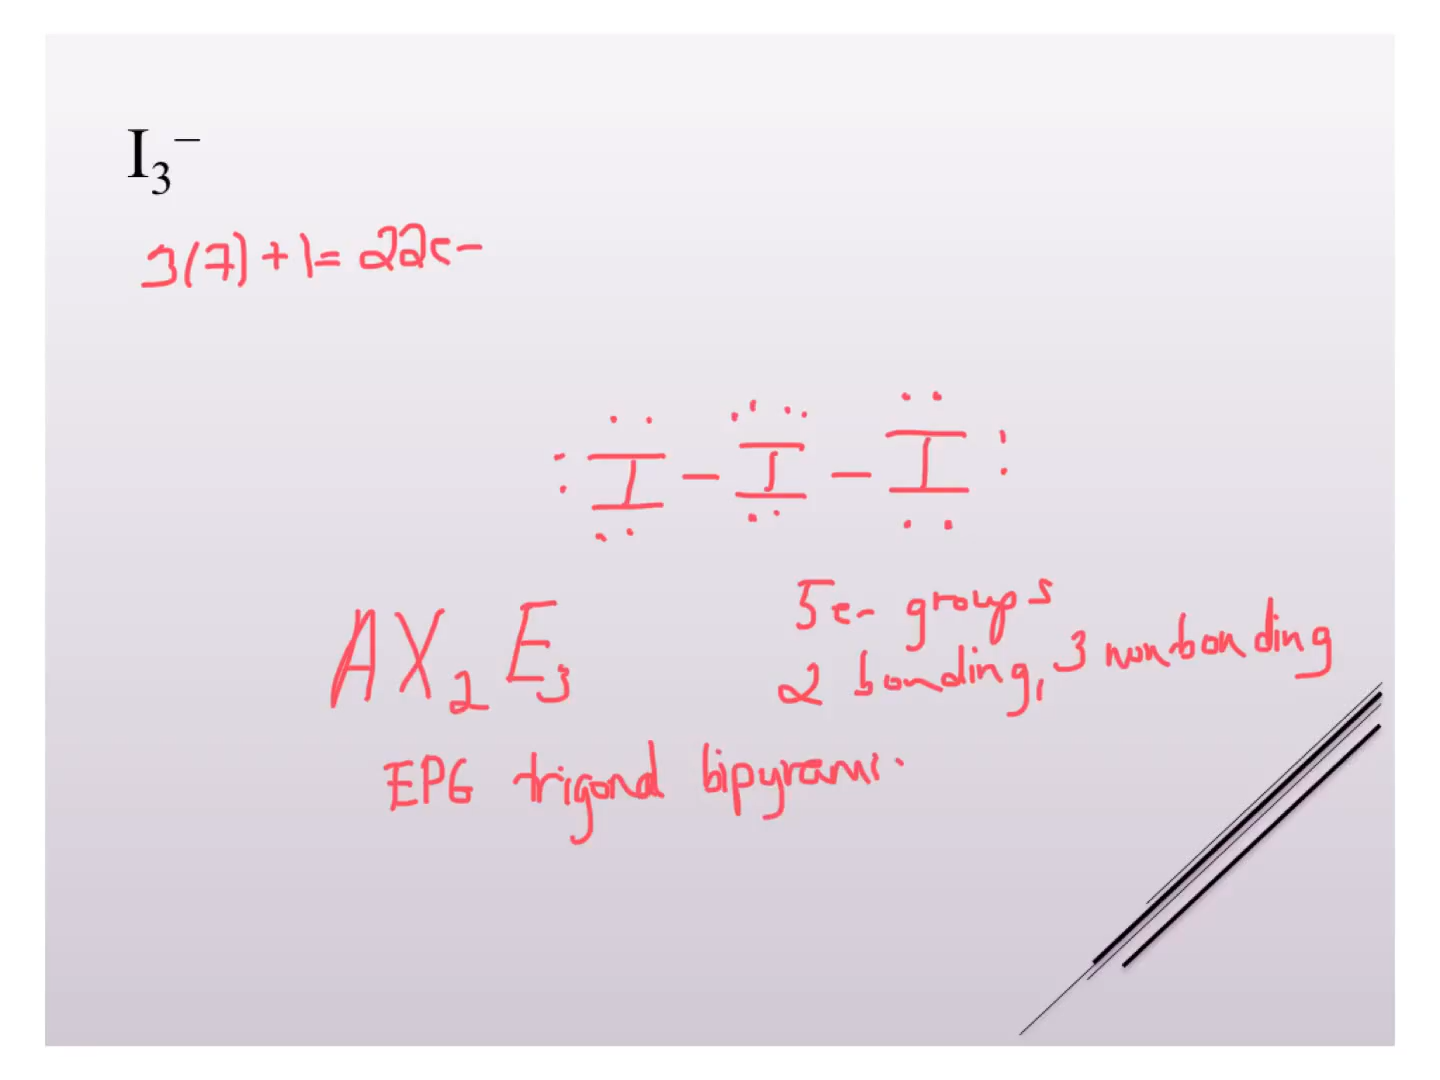 I₃⁻
3(7)+1= 22e-
I - I - I
5e- groups
AX₂E₃
2 bonding, 3 nonbonding
EPG trigonal bipyrami